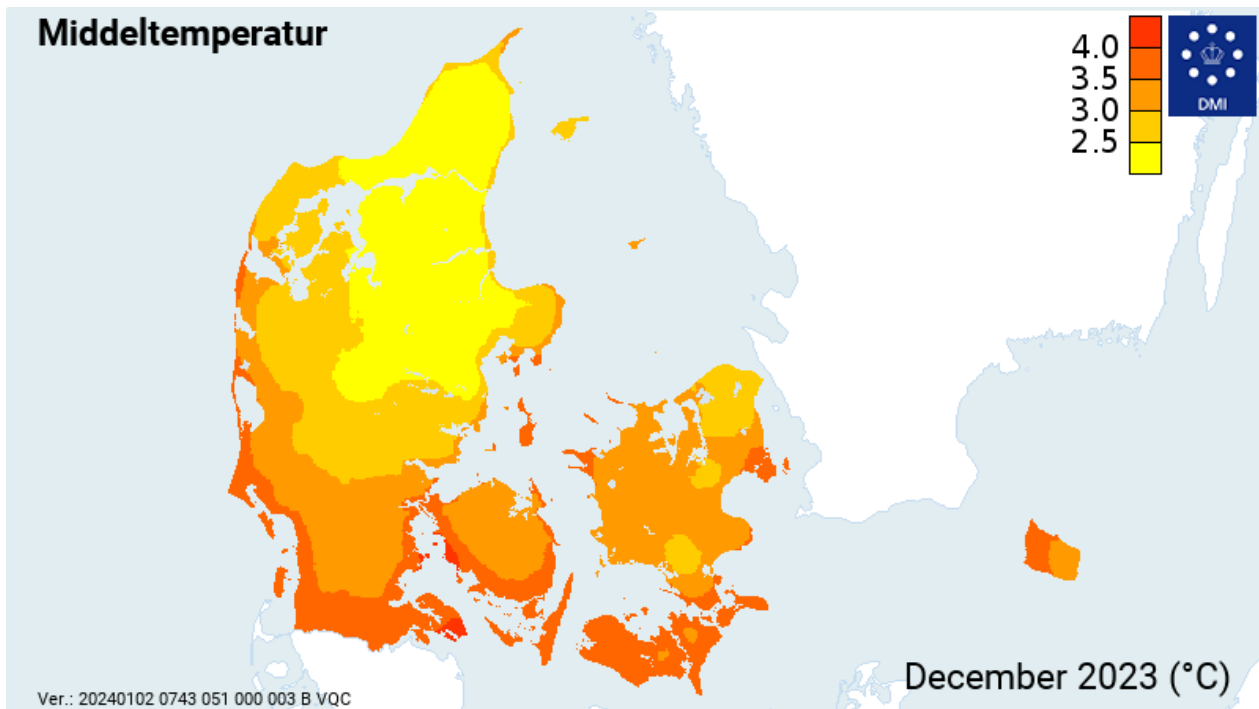 Middeltemperatur
4.0
3.5
3.0
2.5
DMI
December 2023 (°C)
Ver.: 20240102 0743 051 000 003 B VQC